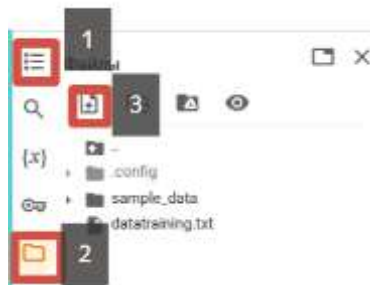 1
3
{x}
..
.config
sample_data
datatraining.txt
2